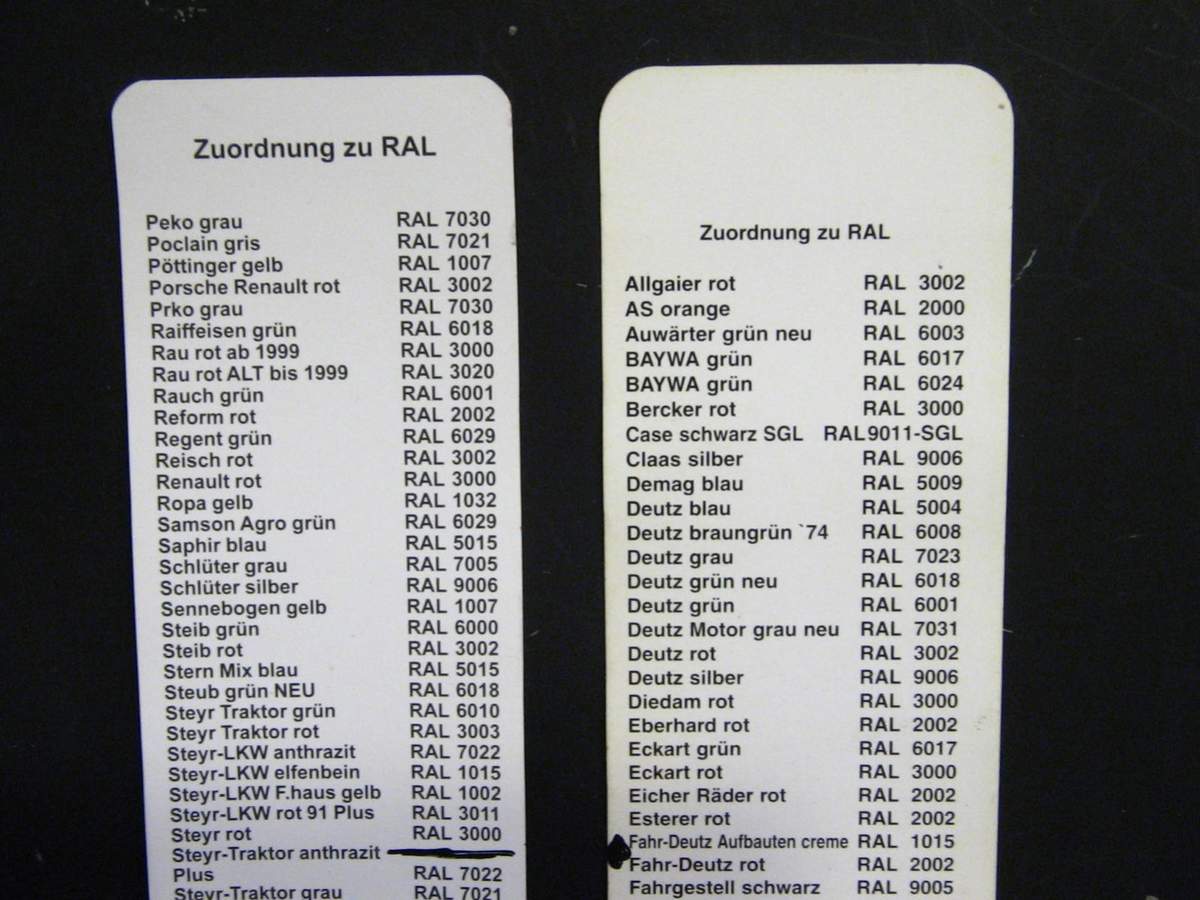 Zuordnung zu RAL
Peko grau RAL 7030
Poclain gris RAL 7021
Pöttinger gelb RAL 1007
Porsche Renault rot RAL 3002
Prko grau RAL 7030
Raiffeisen grün RAL 6018
Rau rot ab 1999 RAL 3000
Rau rot ALT bis 1999 RAL 3020
Rauch grün RAL 6001
Reform rot RAL 2002
Regent grün RAL 6029
Reisch rot RAL 3002
Renault rot RAL 3000
Ropa gelb RAL 1032
Samson Agro grün RAL 6029
Saphir blau RAL 5015
Schlüter grau RAL 7005
Schlüter silber RAL 9006
Sennebogen gelb RAL 1007
Steib grün RAL 6000
Steib rot RAL 3002
Stern Mix blau RAL 5015
Steub grün NEU RAL 6018
Steyr Traktor grün RAL 6010
Steyr Traktor rot RAL 3003
Steyr-LKW anthrazit RAL 7022
Steyr-LKW elfenbein RAL 1015
Steyr-LKW F.haus gelb RAL 1002
Steyr-LKW rot 91 Plus RAL 3011
Steyr rot RAL 3000
Steyr-Traktor anthrazit
Plus RAL 7022
Steyr-Traktor grau RAL 7021
Zuordnung zu RAL
Allgaier rot RAL 3002
AS orange RAL 2000
Auwärter grün neu RAL 6003
BAYWA grün RAL 6017
BAYWA grün RAL 6024
Bercker rot RAL 3000
Case schwarz SGL RAL9011-SGL
Claas silber RAL 9006
Demag blau RAL 5009
Deutz blau RAL 5004
Deutz braungrün `74 RAL 6008
Deutz grau RAL 7023
Deutz grün neu RAL 6018
Deutz grün RAL 6001
Deutz Motor grau neu RAL 7031
Deutz rot RAL 3002
Deutz silber RAL 9006
Diedam rot RAL 3000
Eberhard rot RAL 2002
Eckart grün RAL 6017
Eckart rot RAL 3000
Eicher Räder rot RAL 2002
Esterer rot RAL 2002
Fahr-Deutz Aufbauten creme RAL 1015
Fahr-Deutz rot RAL 2002
Fahrgestell schwarz RAL 9005